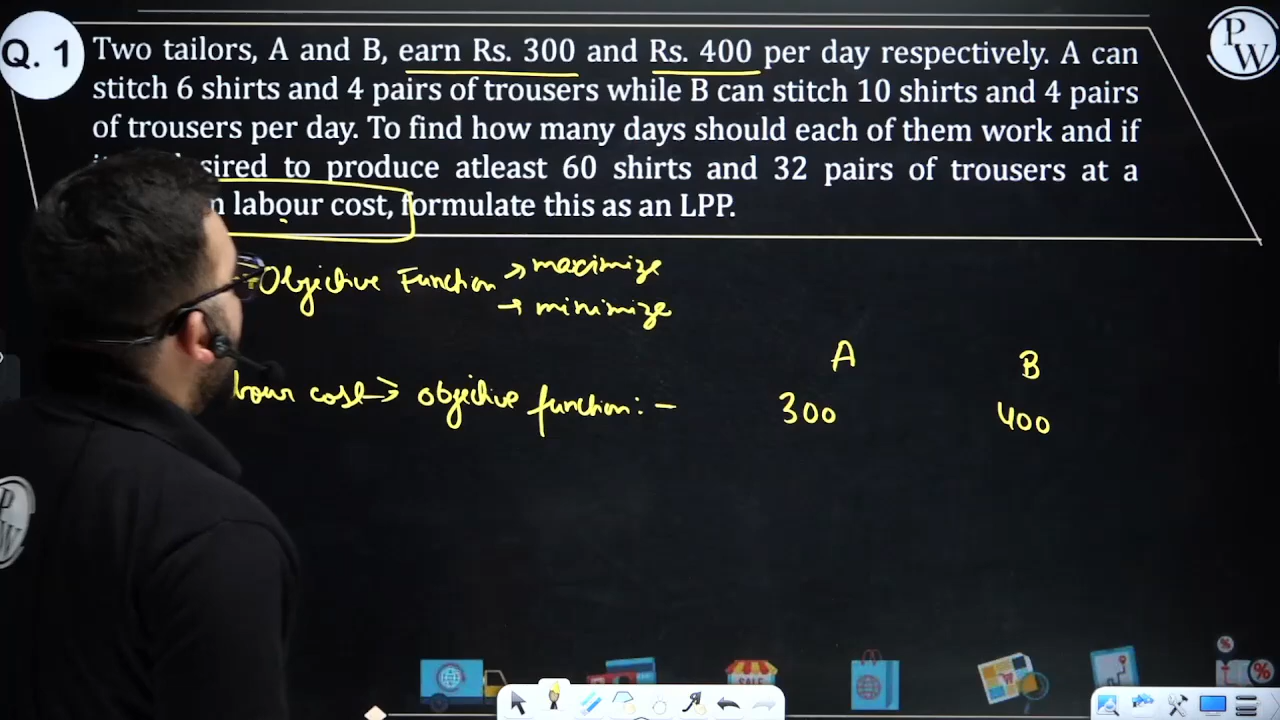 Q. 1
Two tailors, A and B, earn Rs. 300 and Rs. 400 per day respectively. A can
stitch 6 shirts and 4 pairs of trousers while B can stitch 10 shirts and 4 pairs
of trousers per day. To find how many days should each of them work and if
to produce atleast 60 shirts and 32 pairs of trousers at a
labour cost, formulate this as an LPP.
PW
Objective Function → maximize
→ minimize
A B
cost → objective function:-
300 400
PW
SALE
%
%